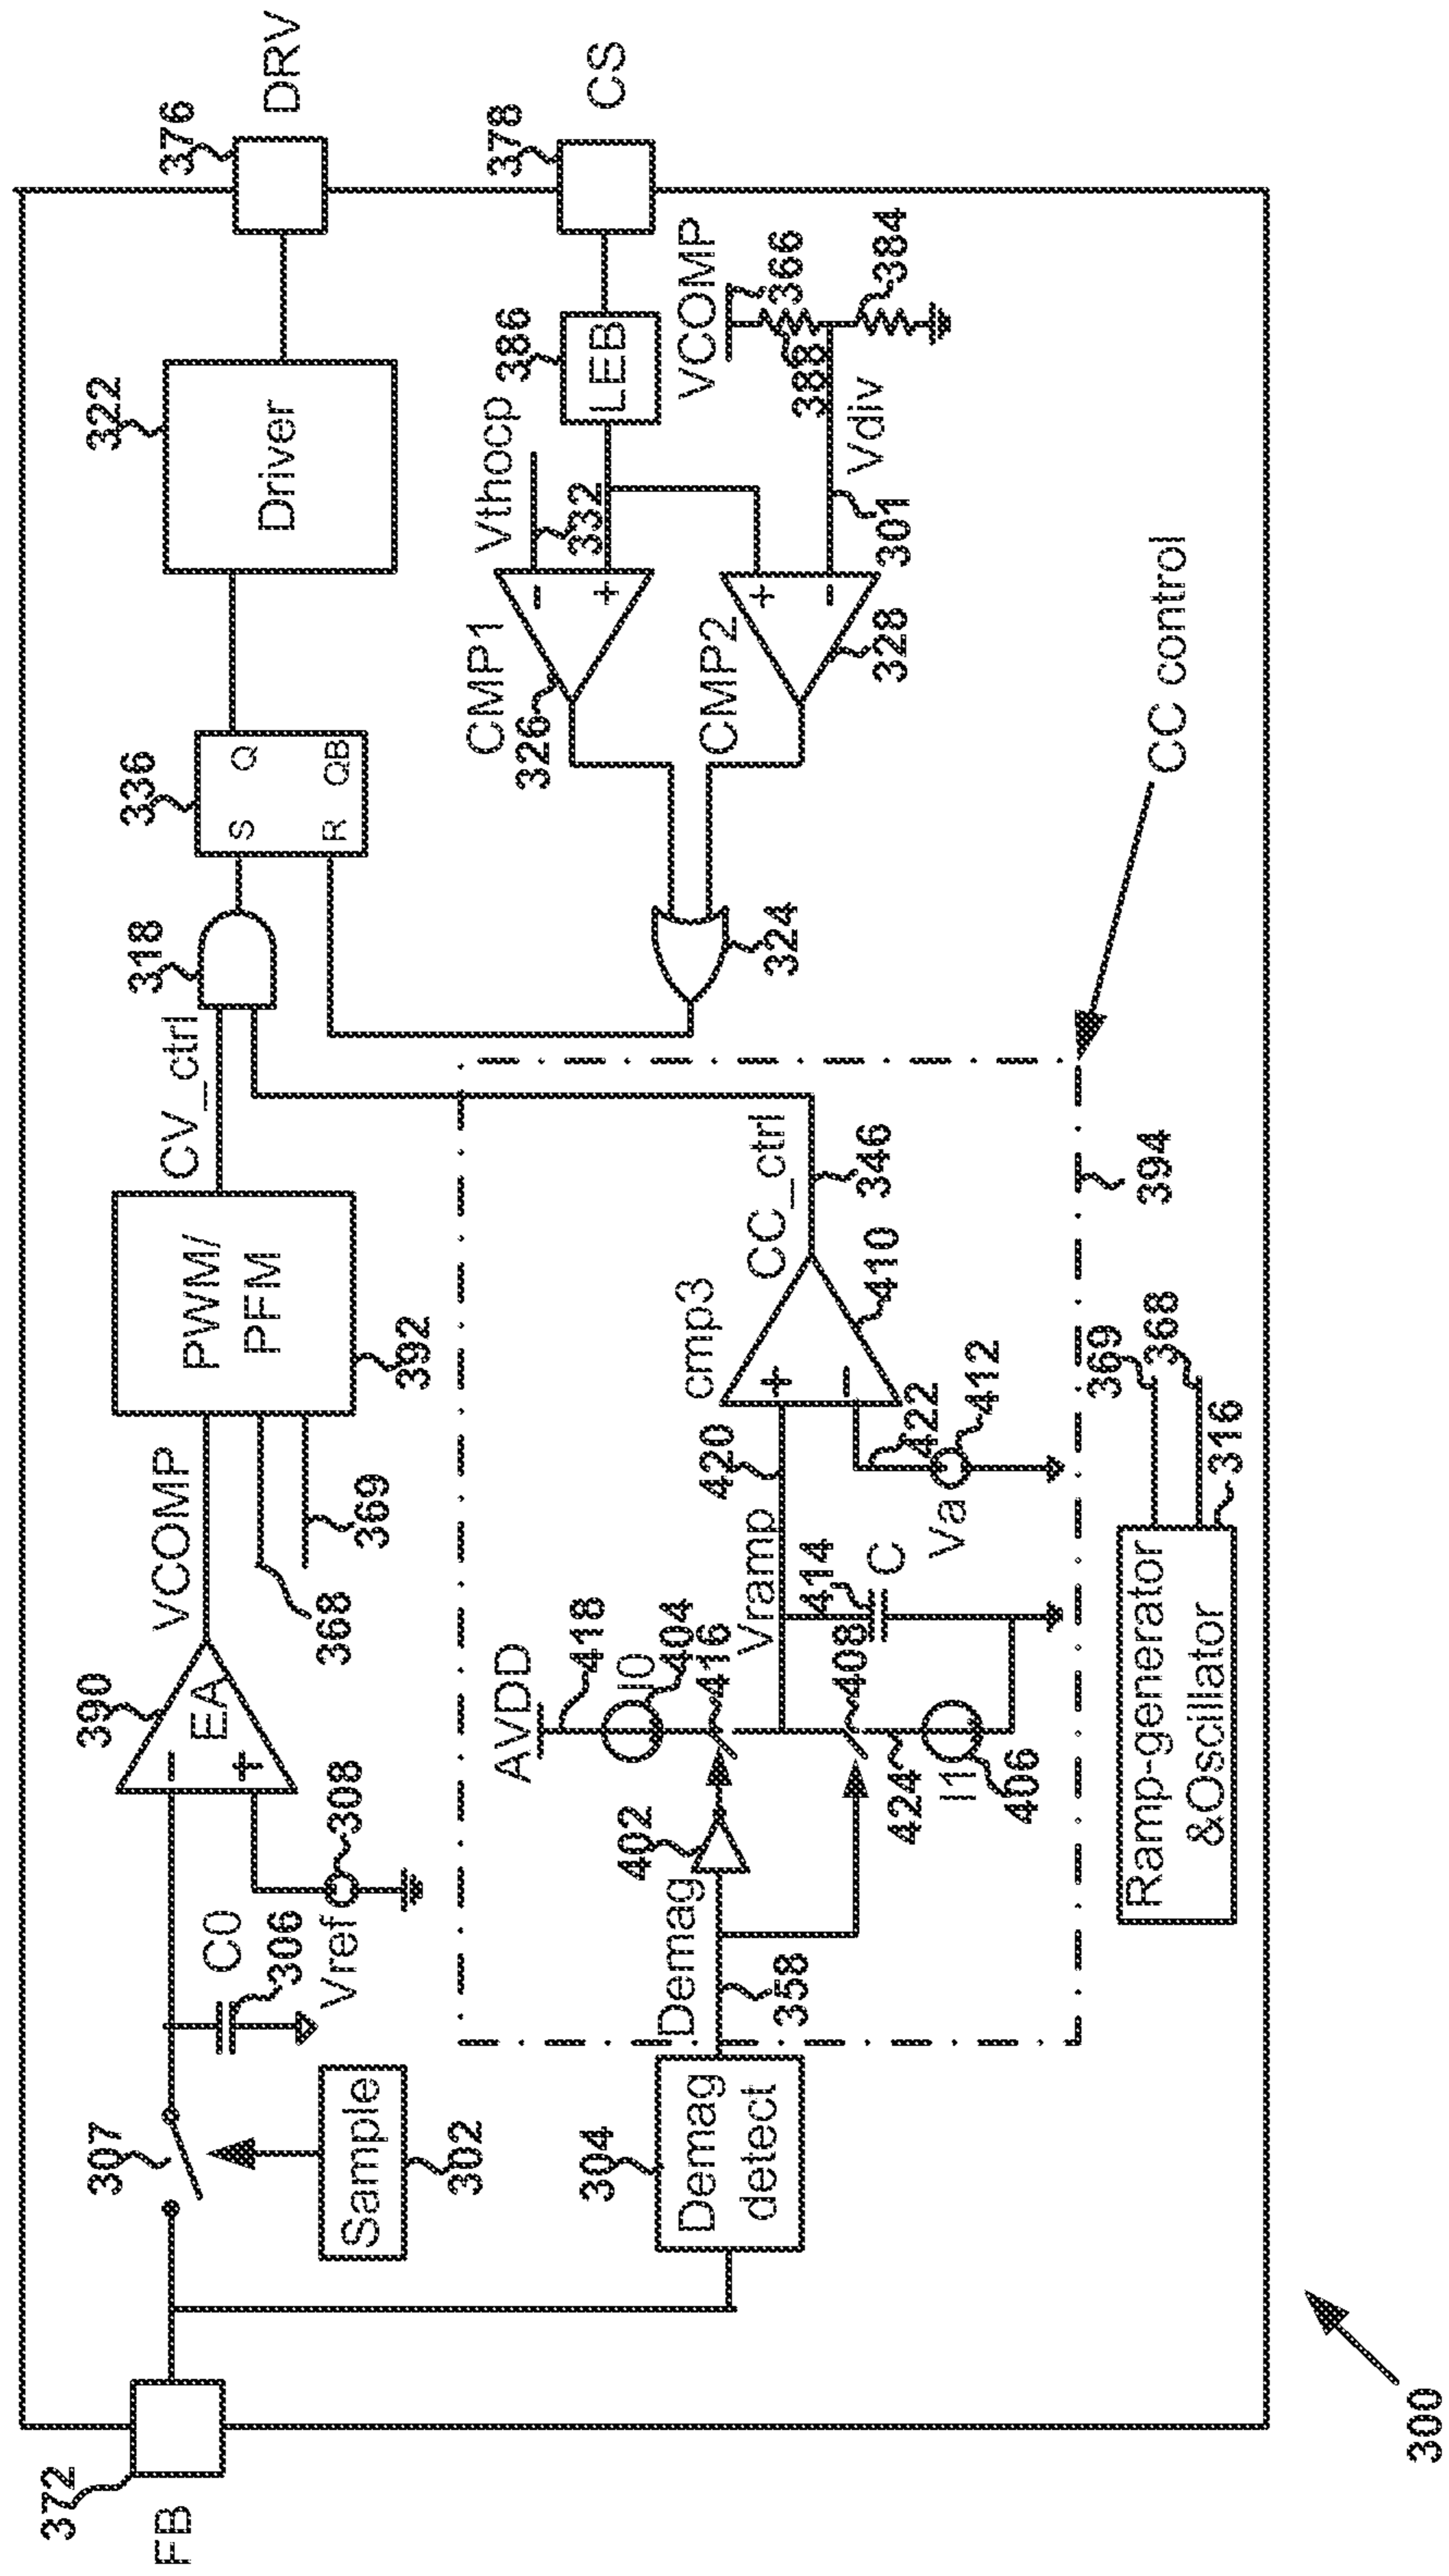 372
FB
307
Sample
302
C0
306
Vref
308
390
EA
−
+
VCOMP
368
369
PWM/
PFM
392
CV_ctrl
318
336
S
Q
R
QB
322
Driver
376
DRV
304
Demag
detect
Demag
358
402
AVDD
418
I0
404
416
408
424
I1
406
Vramp
414
C
420
Va
422
412
cmp3
+
−
410
CC_ctrl
346
394
CC control
324
CMP1
326
−
+
Vthocp
332
CMP2
+
−
328
301
Vdiv
386
LEB
378
CS
VCOMP
366
388
384
Ramp-generator
&Oscillator
369
368
316
300